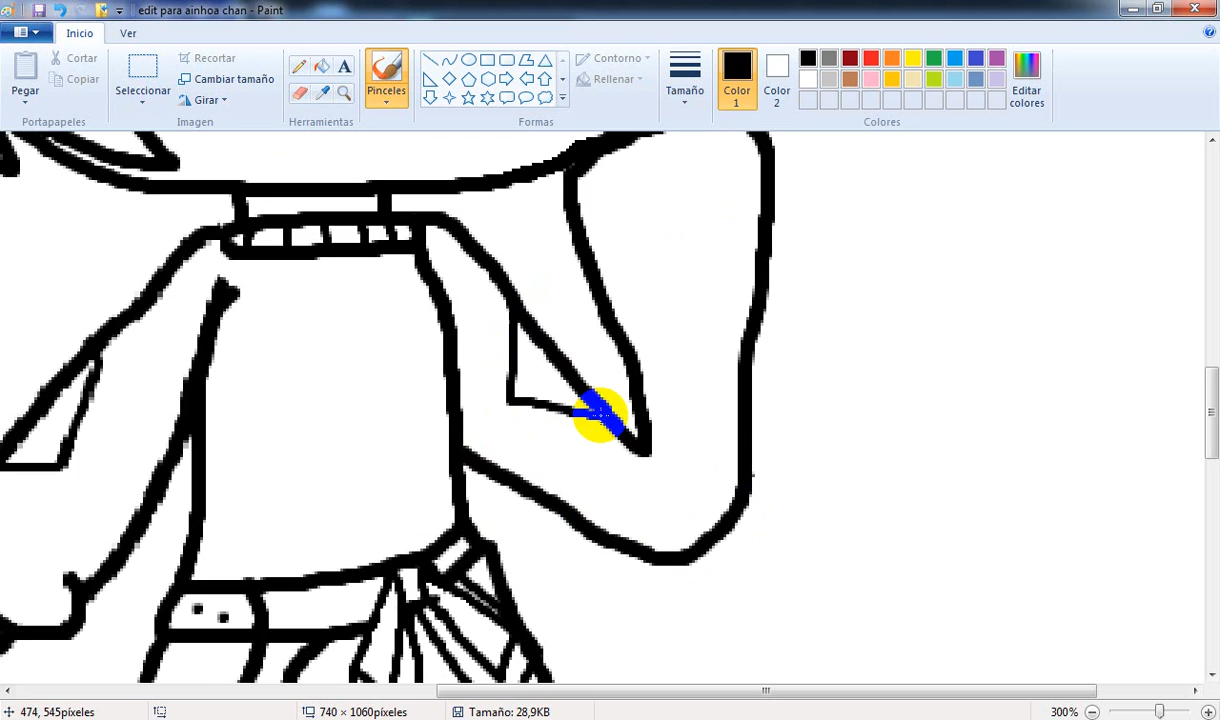 edit para ainhoa chan - Paint
Inicio
Ver
Pegar
Cortar
Copiar
Portapapeles
Seleccionar
Recortar
Cambiar tamaño
Girar
Imagen
A
Herramientas
Pinceles
Contorno
Rellenar
Formas
Tamaño
Color 1
Color 2
Editar colores
Colores
474, 545píxeles
740 × 1060píxeles
Tamaño: 28,9KB
300%